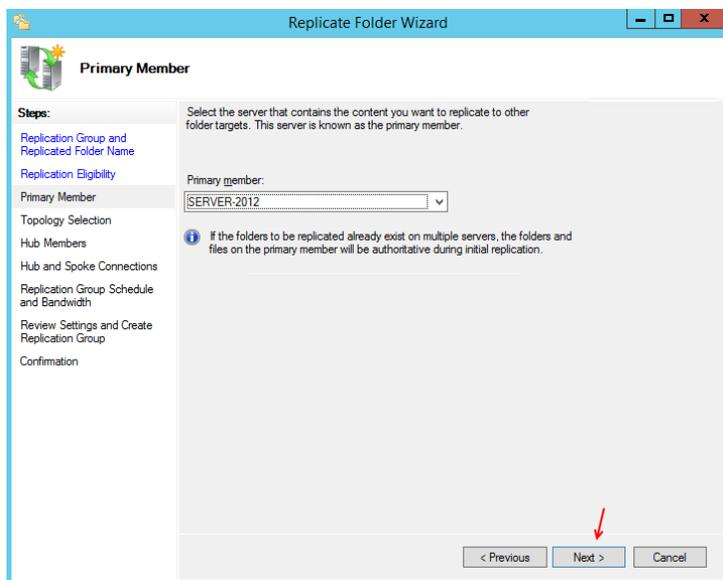 Replicate Folder Wizard
x
Primary Member
Steps:
Replication Group and
Replicated Folder Name
Replication Eligibility
Primary Member
Topology Selection
Hub Members
Hub and Spoke Connections
Replication Group Schedule
and Bandwidth
Review Settings and Create
Replication Group
Confirmation
Select the server that contains the content you want to replicate to other
folder targets. This server is known as the primary member.
Primary member:
SERVER-2012
If the folders to be replicated already exist on multiple servers, the folders and
files on the primary member will be authoritative during initial replication.
< Previous
Next >
Cancel